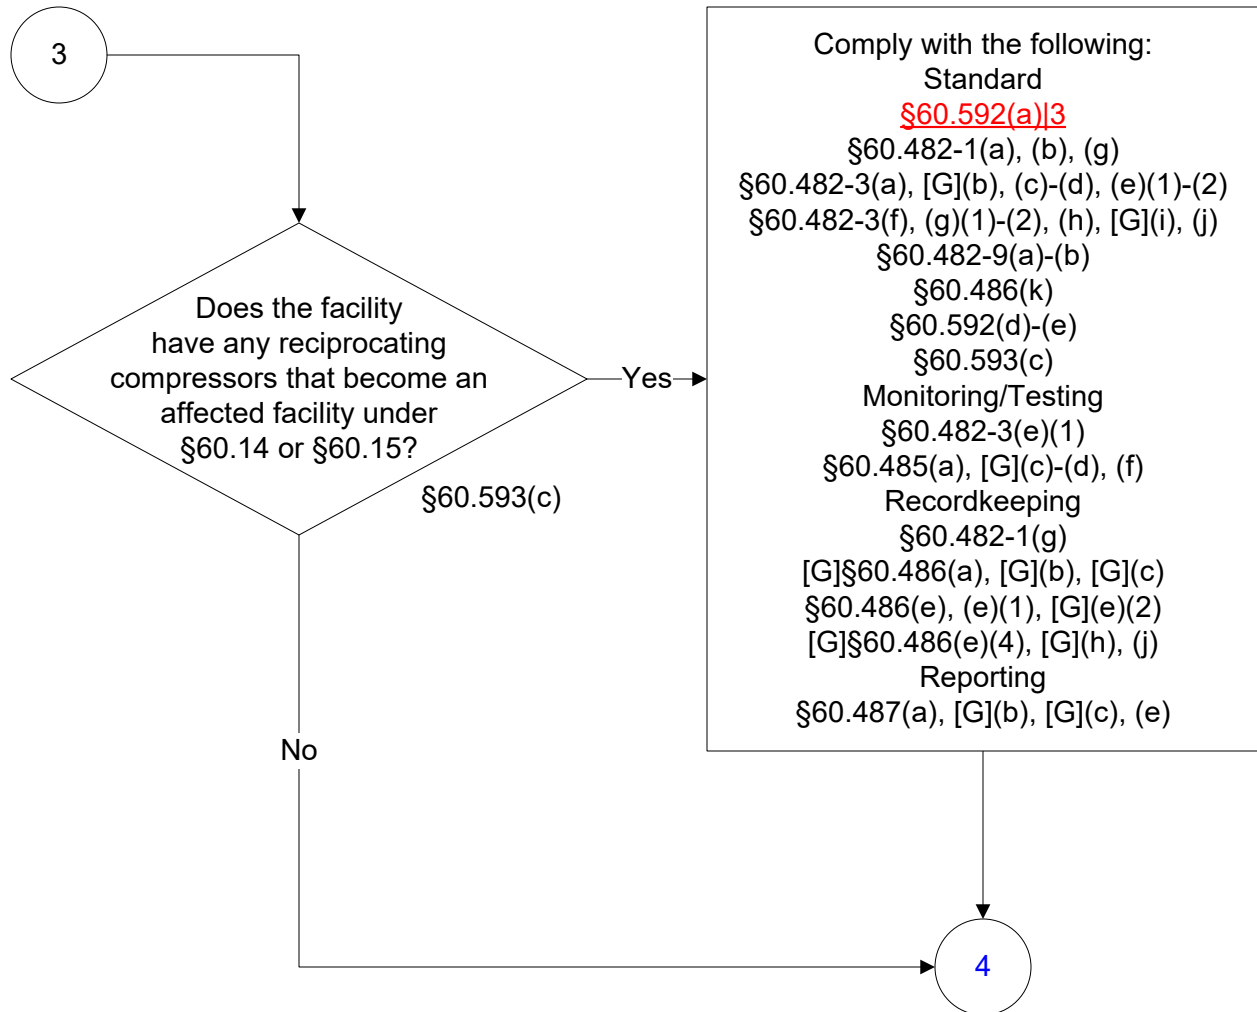 3
Does the facility
have any reciprocating
compressors that become an
affected facility under
§60.14 or §60.15?
§60.593(c)
Yes
No
Comply with the following:
Standard
§60.592(a)|3
§60.482-1(a), (b), (g)
§60.482-3(a), [G](b), (c)-(d), (e)(1)-(2)
§60.482-3(f), (g)(1)-(2), (h), [G](i), (j)
§60.482-9(a)-(b)
§60.486(k)
§60.592(d)-(e)
§60.593(c)
Monitoring/Testing
§60.482-3(e)(1)
§60.485(a), [G](c)-(d), (f)
Recordkeeping
§60.482-1(g)
[G]§60.486(a), [G](b), [G](c)
§60.486(e), (e)(1), [G](e)(2)
[G]§60.486(e)(4), [G](h), (j)
Reporting
§60.487(a), [G](b), [G](c), (e)
4